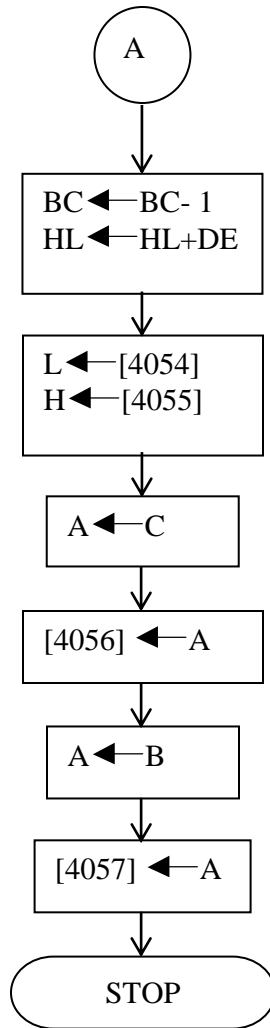 A
BC ← BC- 1
HL ← HL+DE
L ← [4054]
H ← [4055]
A ← C
[4056] ← A
A ← B
[4057] ← A
STOP